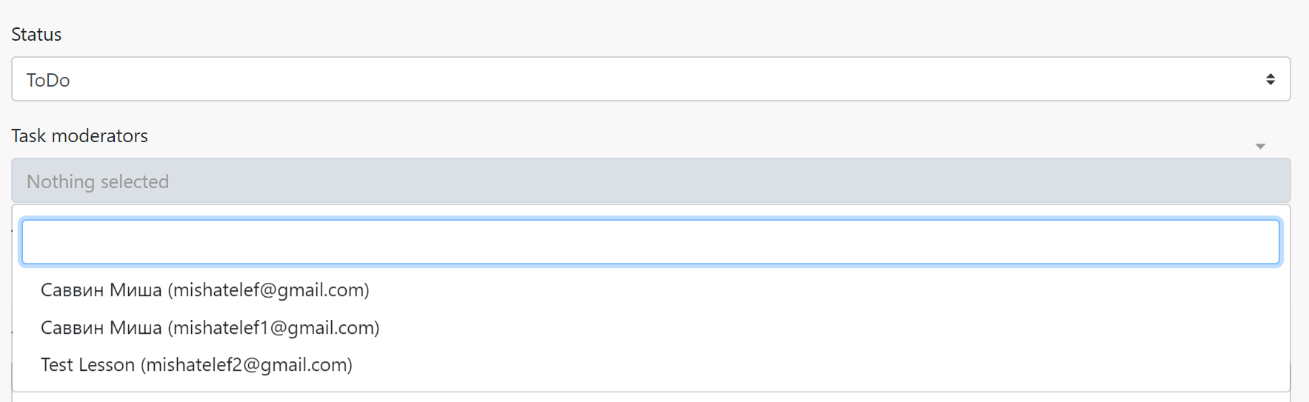 Status
ToDo
Task moderators
Nothing selected
Саввин Миша (mishatelef@gmail.com)
Саввин Миша (mishatelef1@gmail.com)
Test Lesson (mishatelef2@gmail.com)